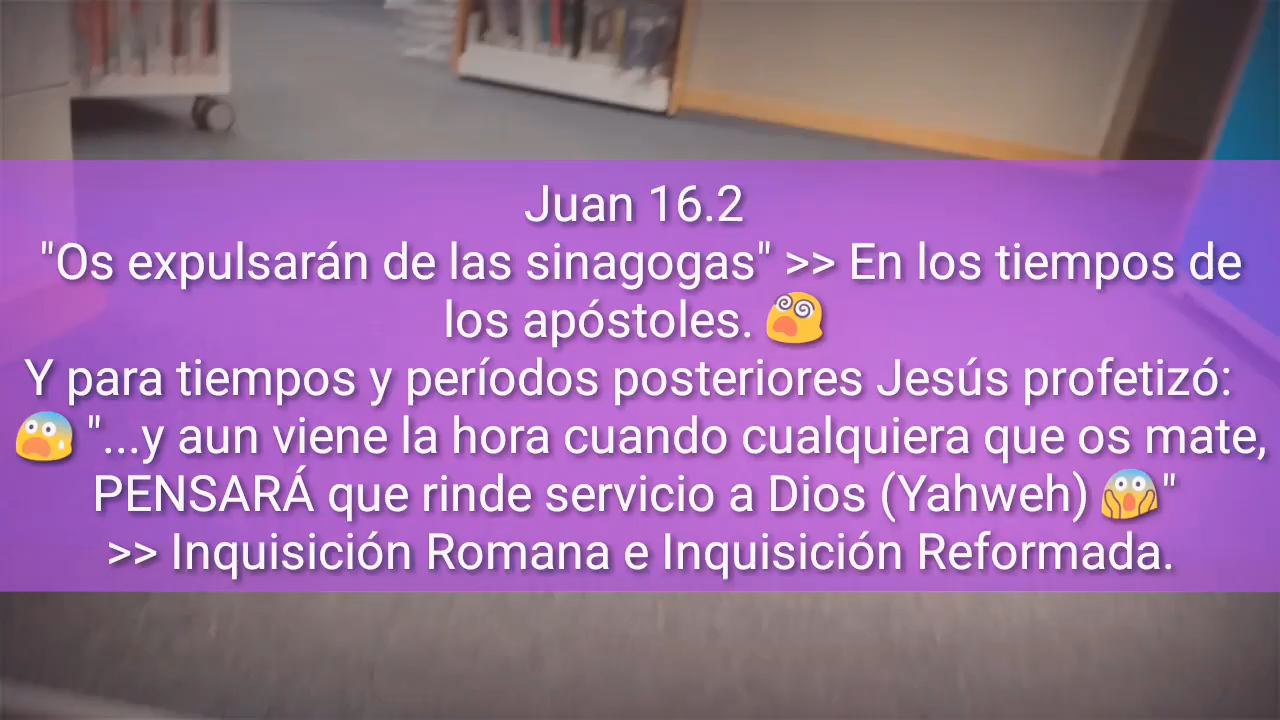 Juan 16.2
"Os expulsarán de las sinagogas" >> En los tiempos de
los apóstoles. 😵
Y para tiempos y períodos posteriores Jesús profetizó:
😰 "...y aun viene la hora cuando cualquiera que os mate,
PENSARÁ que rinde servicio a Dios (Yahweh) 😱"
>> Inquisición Romana e Inquisición Reformada.